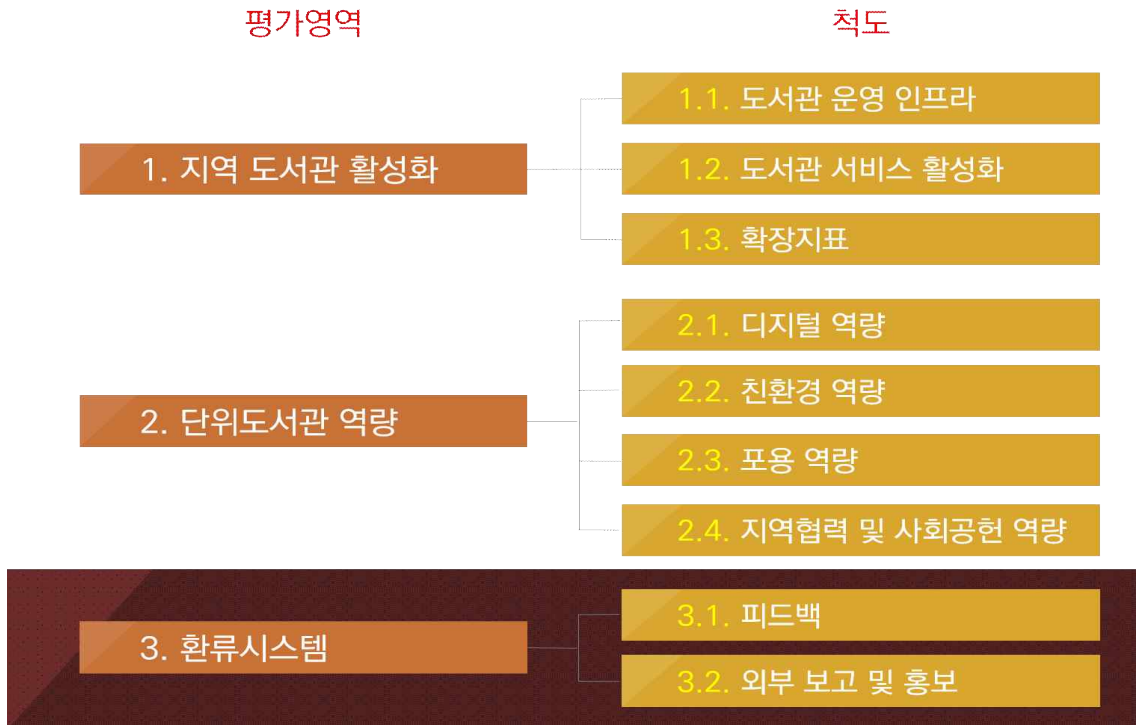 평가영역
척도
1. 지역 도서관 활성화
1.1. 도서관 운영 인프라
1.2. 도서관 서비스 활성화
1.3. 확장지표
2. 단위도서관 역량
2.1. 디지털 역량
2.2. 친환경 역량
2.3. 포용 역량
2.4. 지역협력 및 사회공헌 역량
3. 환류시스템
3.1. 피드백
3.2. 외부 보고 및 홍보